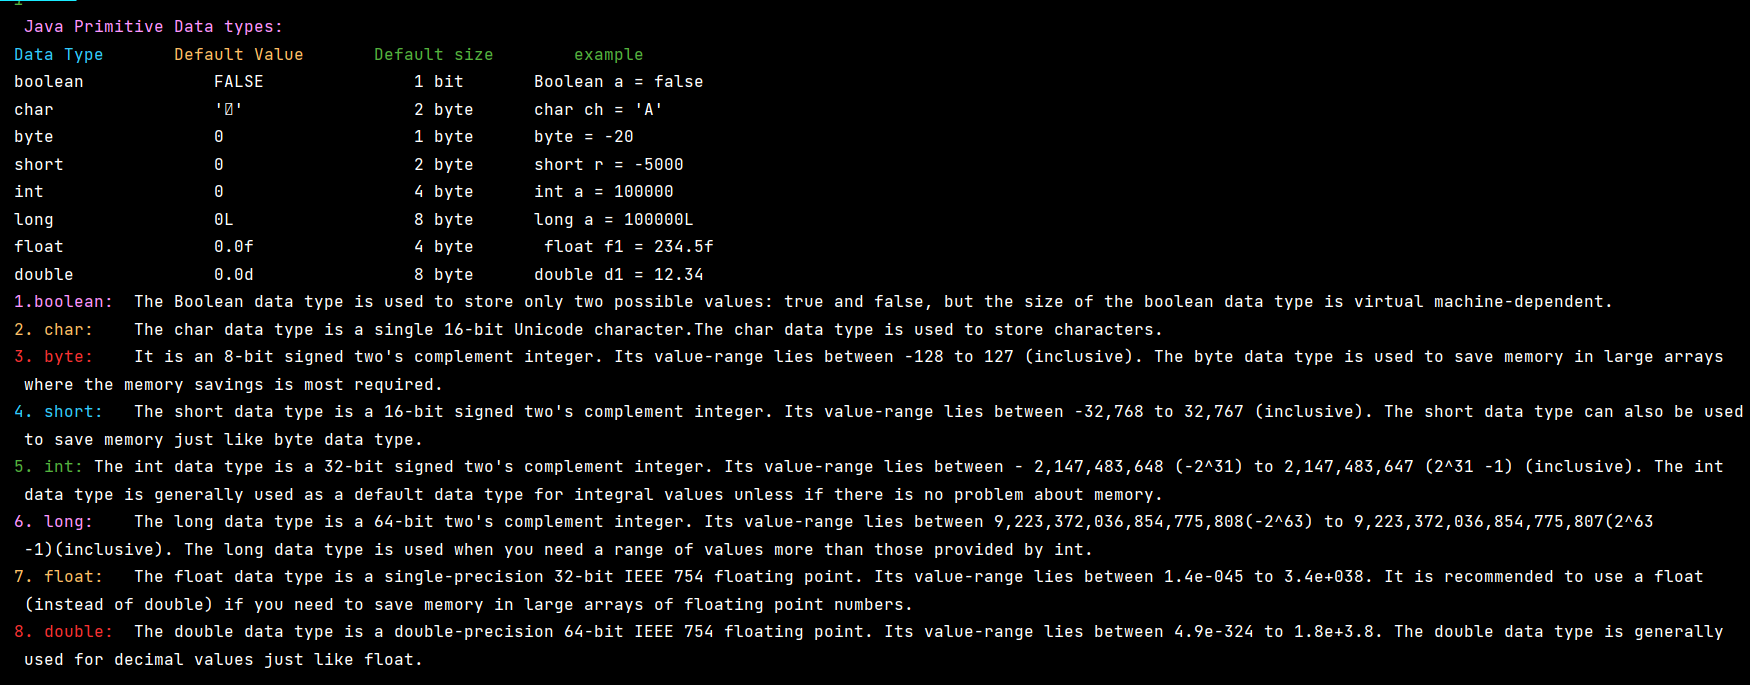 Java Primitive Data types:
Data Type Default Value Default size example
boolean FALSE 1 bit Boolean a = false
char '▯' 2 byte char ch = 'A'
byte 0 1 byte byte = -20
short 0 2 byte short r = -5000
int 0 4 byte int a = 100000
long 0L 8 byte long a = 100000L
float 0.0f 4 byte float f1 = 234.5f
double 0.0d 8 byte double d1 = 12.34
1.boolean: The Boolean data type is used to store only two possible values: true and false, but the size of the boolean data type is virtual machine-dependent.
2. char: The char data type is a single 16-bit Unicode character.The char data type is used to store characters.
3. byte: It is an 8-bit signed two's complement integer. Its value-range lies between -128 to 127 (inclusive). The byte data type is used to save memory in large arrays
where the memory savings is most required.
4. short: The short data type is a 16-bit signed two's complement integer. Its value-range lies between -32,768 to 32,767 (inclusive). The short data type can also be used
to save memory just like byte data type.
5. int: The int data type is a 32-bit signed two's complement integer. Its value-range lies between - 2,147,483,648 (-2^31) to 2,147,483,647 (2^31 -1) (inclusive). The int
data type is generally used as a default data type for integral values unless if there is no problem about memory.
6. long: The long data type is a 64-bit two's complement integer. Its value-range lies between 9,223,372,036,854,775,808(-2^63) to 9,223,372,036,854,775,807(2^63
-1)(inclusive). The long data type is used when you need a range of values more than those provided by int.
7. float: The float data type is a single-precision 32-bit IEEE 754 floating point. Its value-range lies between 1.4e-045 to 3.4e+038. It is recommended to use a float
(instead of double) if you need to save memory in large arrays of floating point numbers.
8. double: The double data type is a double-precision 64-bit IEEE 754 floating point. Its value-range lies between 4.9e-324 to 1.8e+3.8. The double data type is generally
used for decimal values just like float.